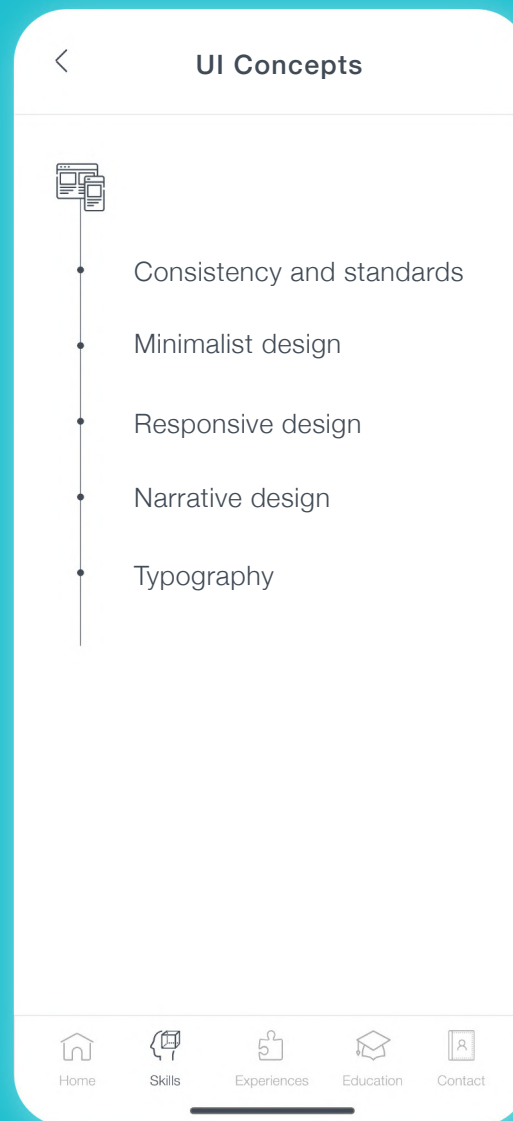 UI Concepts
Consistency and standards
Minimalist design
Responsive design
Narrative design
Typography
Home Skills Experiences Education Contact